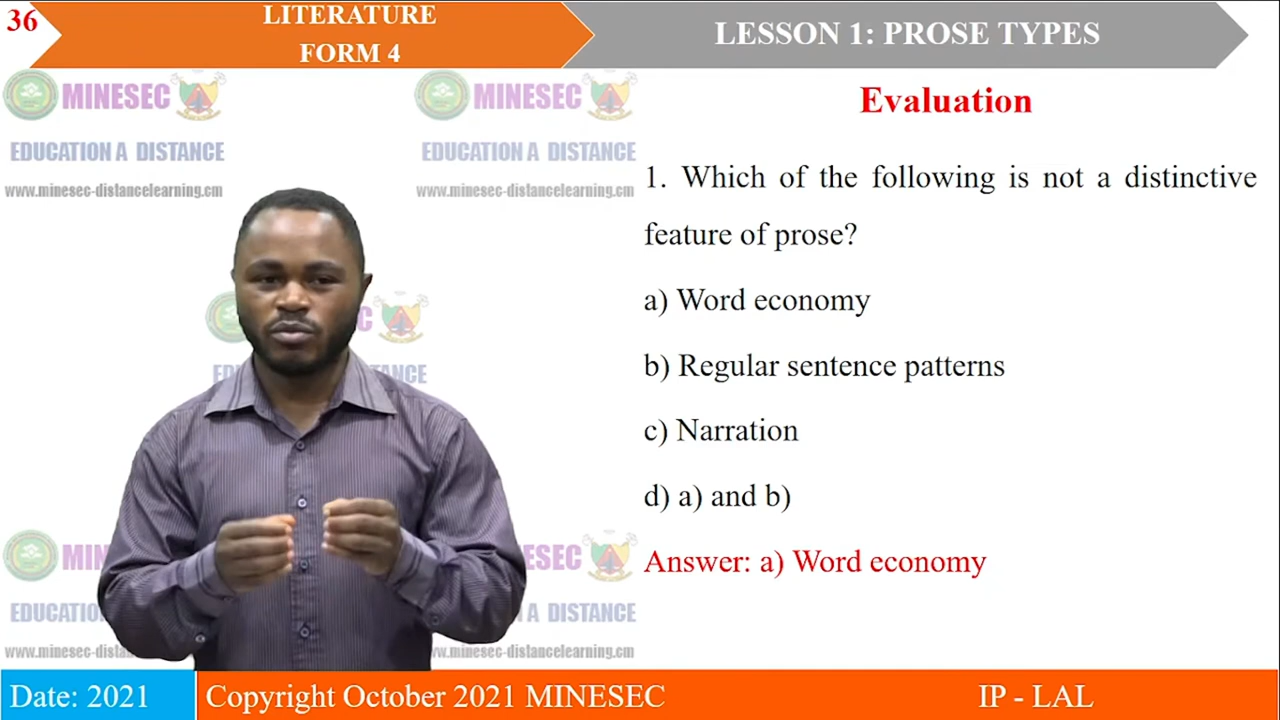 36
LITERATURE
FORM 4
LESSON 1: PROSE TYPES
MINESEC
EDUCATION A DISTANCE
www.minesec-distancelearning.cm
MINESEC
EDUCATION A DISTANCE
www.minesec-distancelearning.cm
Evaluation
1. Which of the following is not a distinctive
feature of prose?
a) Word economy
b) Regular sentence patterns
c) Narration
d) a) and b)
Answer: a) Word economy
Date: 2021
Copyright October 2021 MINESEC
IP - LAL